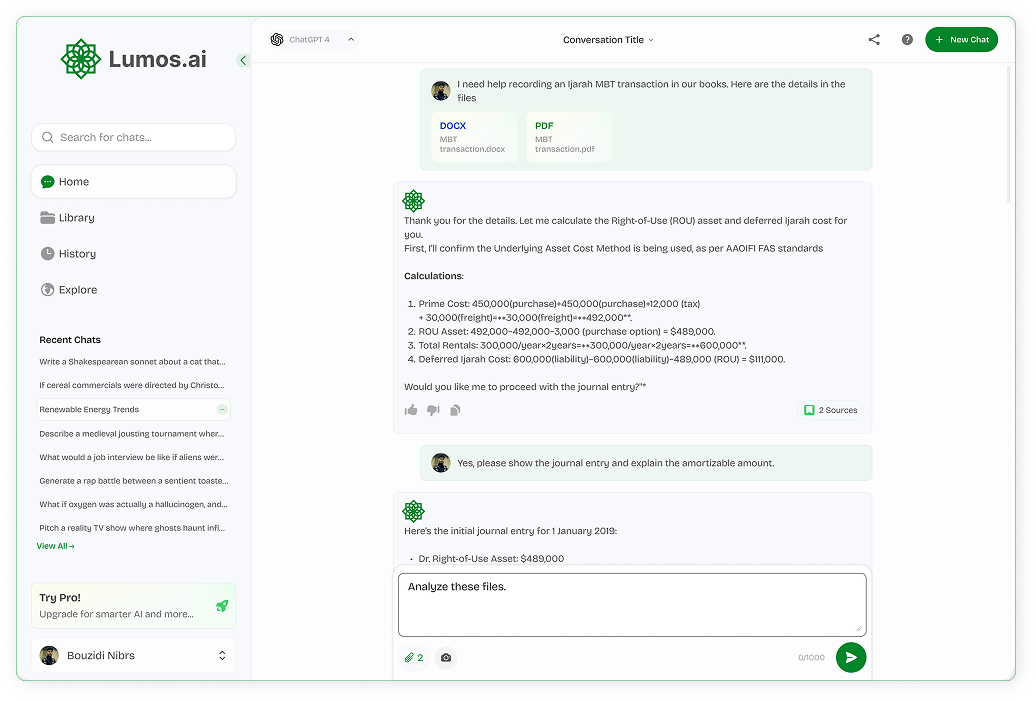 Lumos.ai
Search for chats...
Home
Library
History
Explore
Recent Chats
Write a Shakespearean sonnet about a cat that...
If cereal commercials were directed by Christo...
Renewable Energy Trends
Describe a medieval jousting tournament wher...
What would a job interview be like if aliens wer...
Generate a rap battle between a sentient toaste...
What if oxygen was actually a hallucinogen, and...
Pitch a reality TV show where ghosts haunt infl...
View All →
Try Pro!
Upgrade for smarter AI and more...
Bouzidi Nibrs
ChatGPT 4
Conversation Title
?
+ New Chat
I need help recording an Ijarah MBT transaction in our books. Here are the details in the
files
DOCX
MBT
transaction.docx
PDF
MBT
transaction.pdf
Thank you for the details. Let me calculate the Right-of-Use (ROU) asset and deferred Ijarah cost for
you.
First, I'll confirm the Underlying Asset Cost Method is being used, as per AAOIFI FAS standards
Calculations:
1. Prime Cost: 450,000(purchase)+450,000(purchase)+12,000 (tax)
+ 30,000(freight)=**30,000(freight)=**492,000**.
2. ROU Asset: 492,000−492,000−3,000 (purchase option) = $489,000.
3. Total Rentals: 300,000/year×2years=**300,000/year×2years=**600,000**.
4. Deferred Ijarah Cost: 600,000(liability)−600,000(liability)−489,000 (ROU) = $111,000.
Would you like me to proceed with the journal entry?"*
2 Sources
Yes, please show the journal entry and explain the amortizable amount.
Here's the initial journal entry for 1 January 2019:
• Dr. Right-of-Use Asset: $489,000
Analyze these files.
2
0/1000